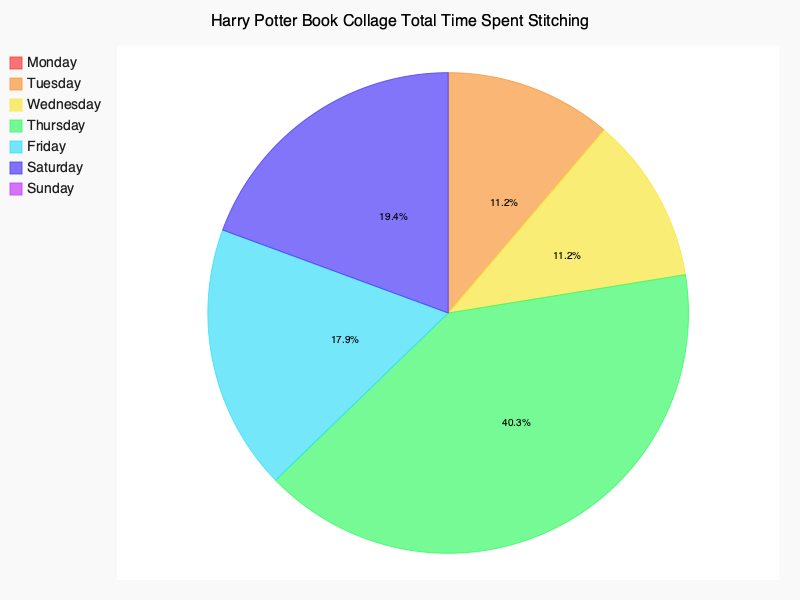 Harry Potter Book Collage Total Time Spent Stitching
Monday
Tuesday
Wednesday
Thursday
Friday
Saturday
Sunday
11.2%
19.4%
11.2%
17.9%
40.3%